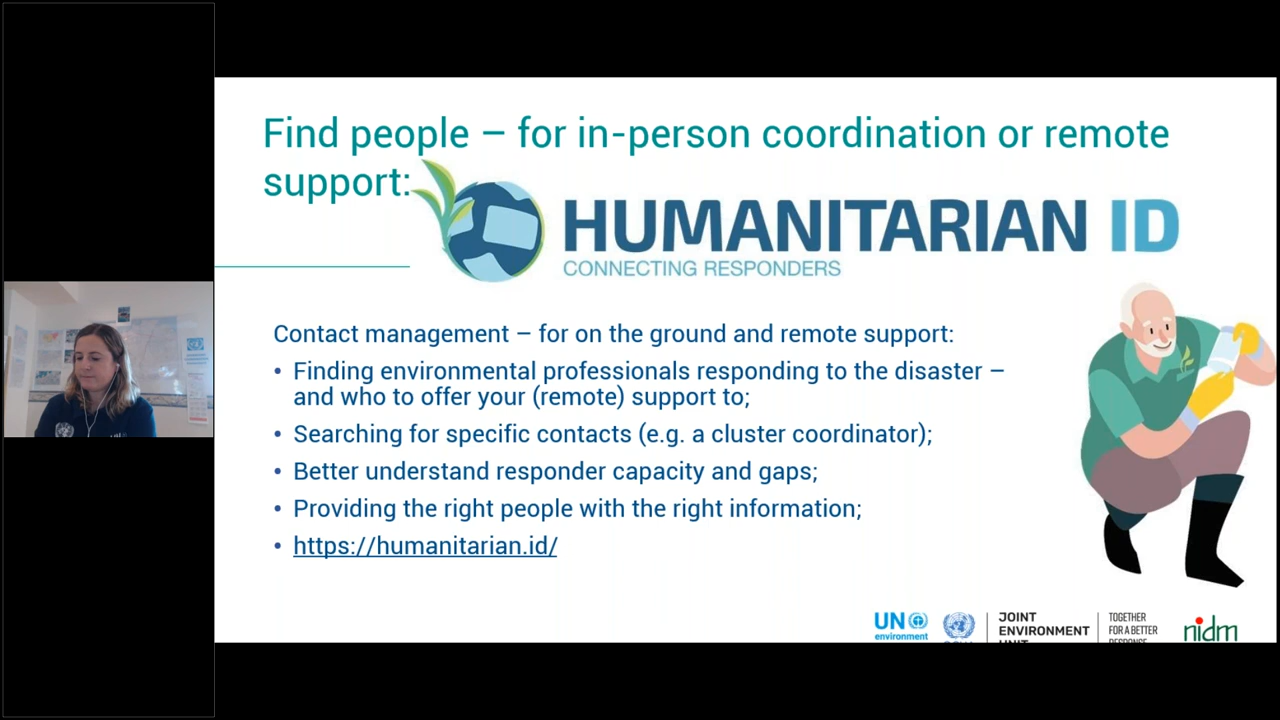 Find people – for in-person coordination or remote
support:
HUMANITARIAN ID
CONNECTING RESPONDERS
Contact management – for on the ground and remote support:
• Finding environmental professionals responding to the disaster –
and who to offer your (remote) support to;
• Searching for specific contacts (e.g. a cluster coordinator);
• Better understand responder capacity and gaps;
• Providing the right people with the right information;
• https://humanitarian.id/
UN
environment
JOINT
ENVIRONMENT
UNIT
TOGETHER
FOR A BETTER
RESPONSE
nidm